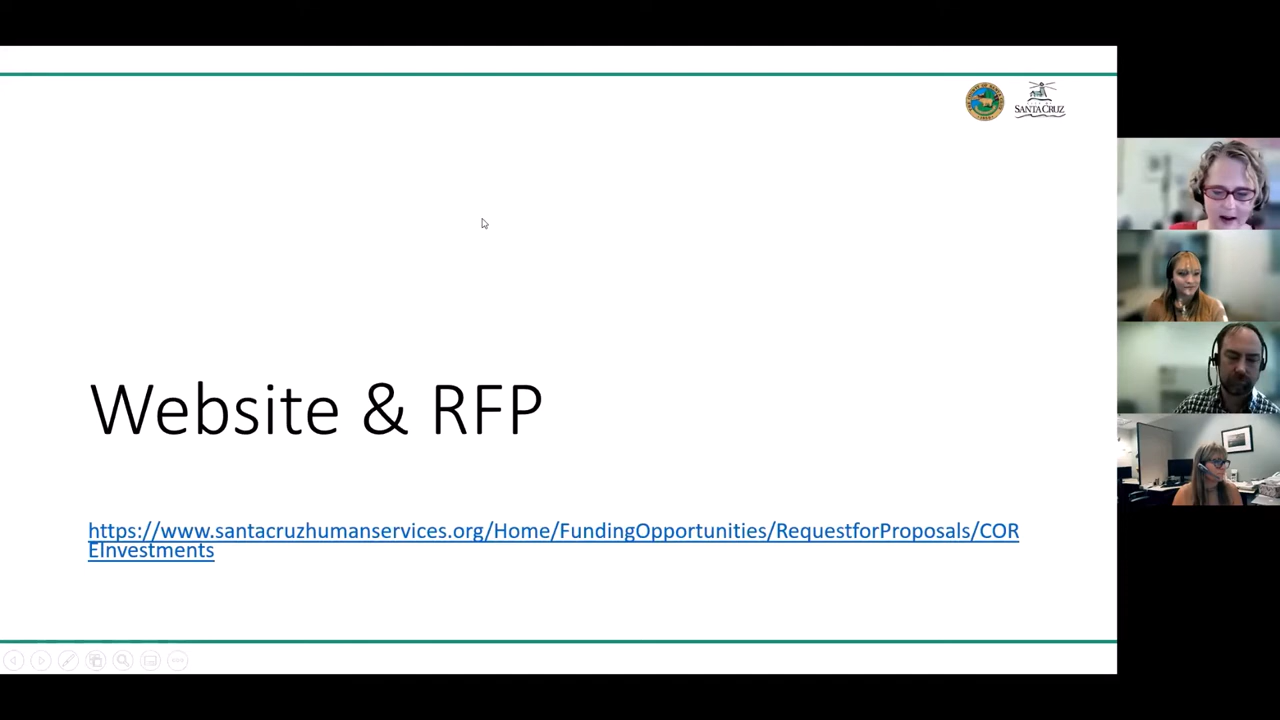 SANTA CRUZ
Website & RFP
https://www.santacruzhumanservices.org/Home/FundingOpportunities/RequestforProposals/COR
EInvestments